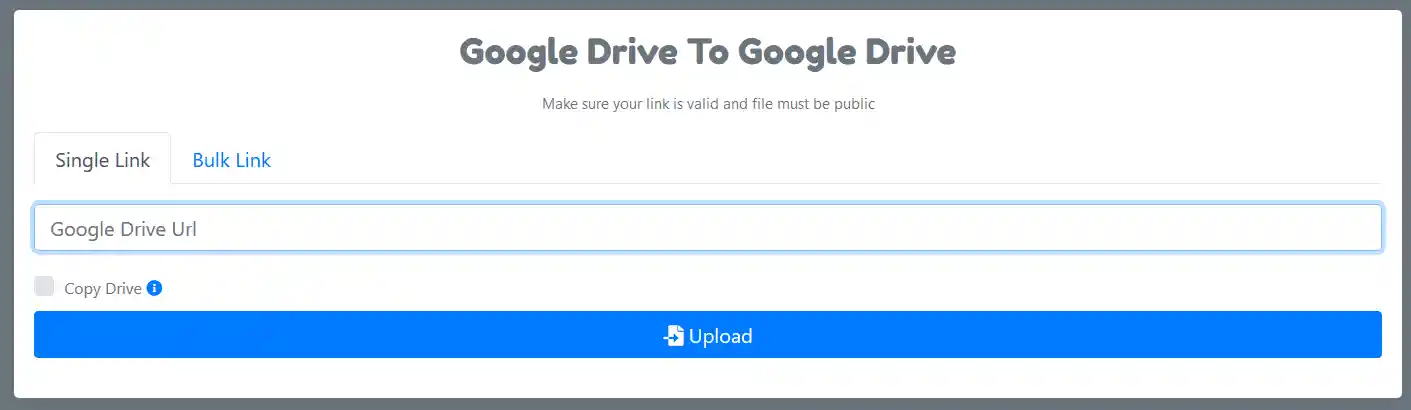 Google Drive To Google Drive
Make sure your link is valid and file must be public
Single Link
Bulk Link
Google Drive Url
Copy Drive
Upload